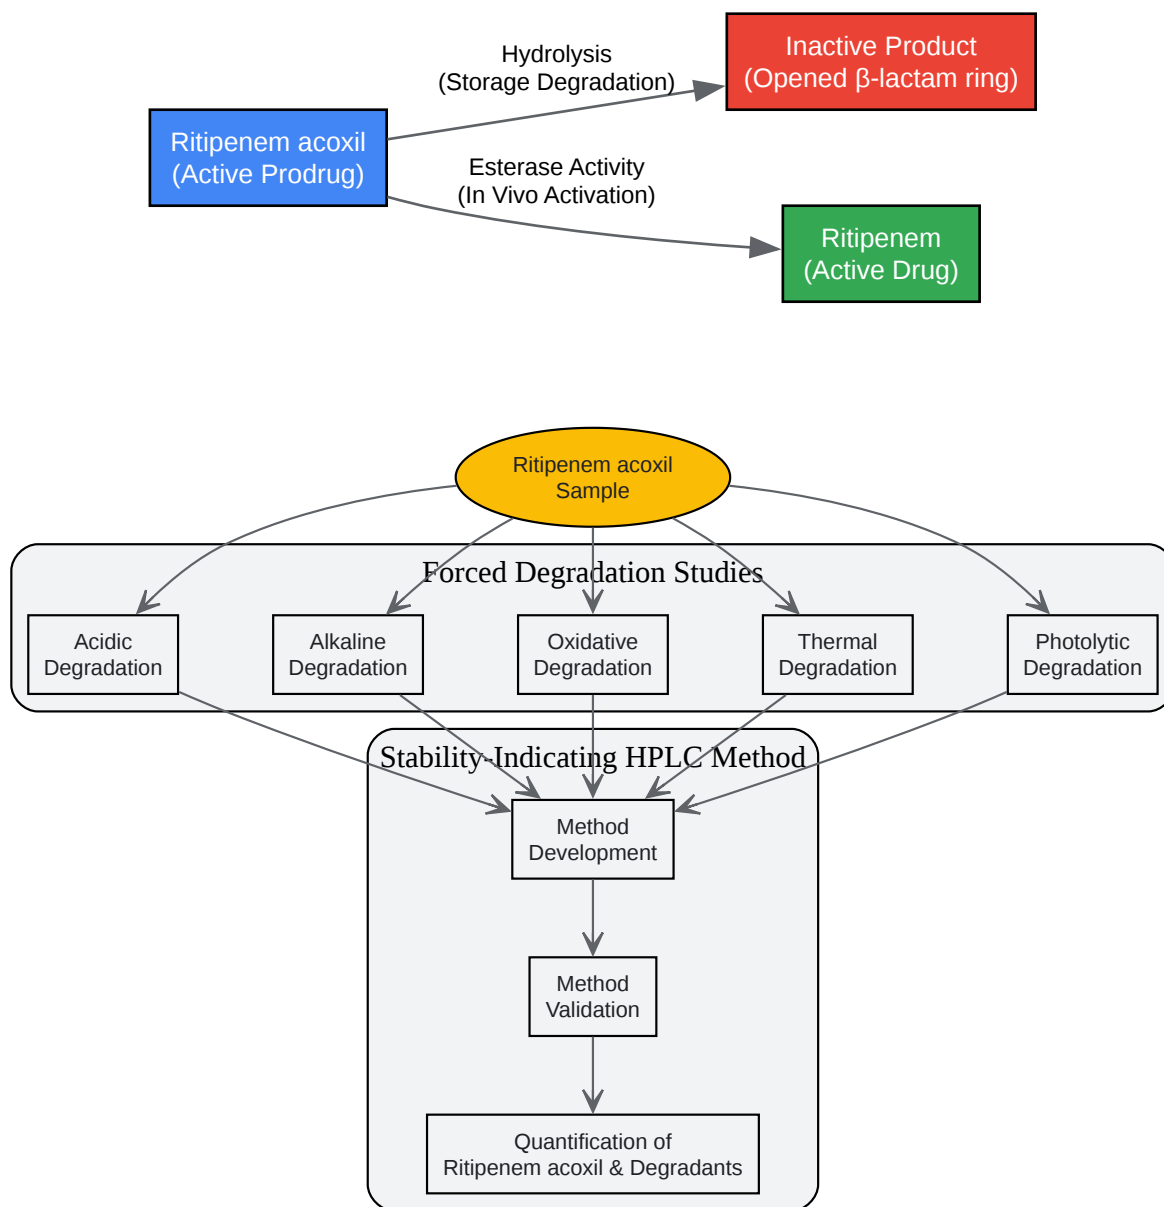 Hydrolysis
(Storage Degradation)
Inactive Product
(Opened β-lactam ring)
Ritipenem acoxil
(Active Prodrug)
Esterase Activity
(In Vivo Activation)
Ritipenem
(Active Drug)
Ritipenem acoxil
Sample
Forced Degradation Studies
Acidic
Degradation
Alkaline
Degradation
Oxidative
Degradation
Thermal
Degradation
Photolytic
Degradation
Stability-Indicating HPLC Method
Method
Development
Method
Validation
Quantification of
Ritipenem acoxil & Degradants